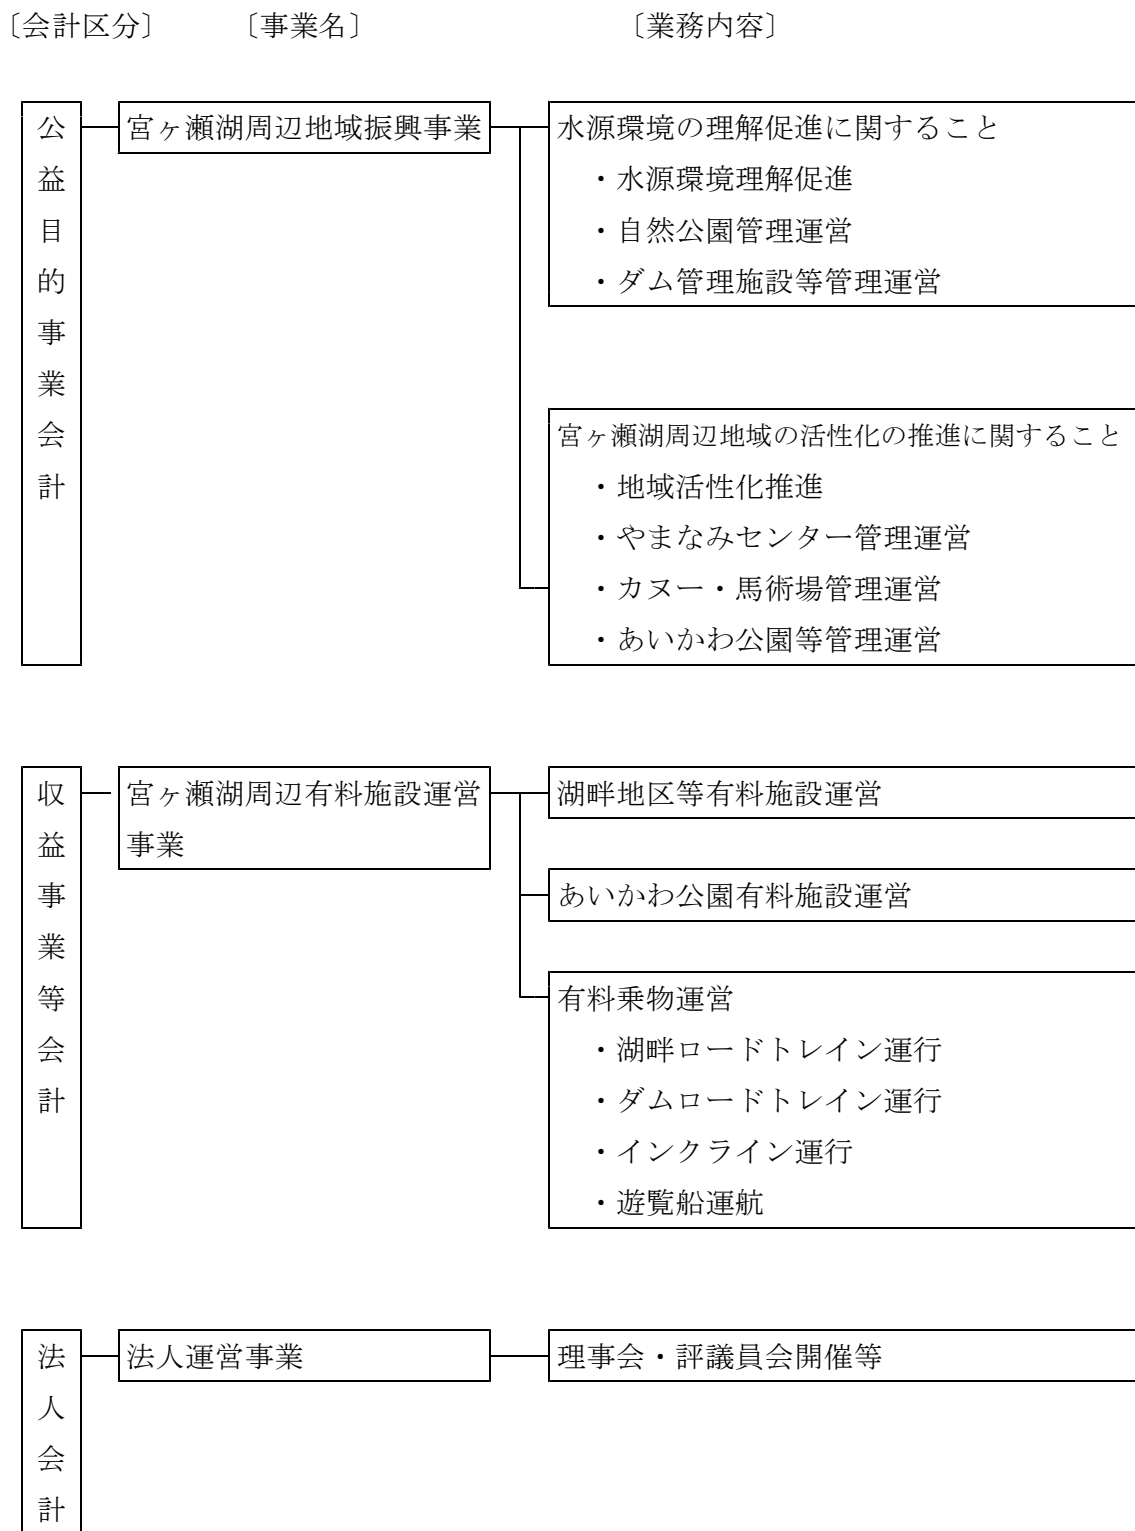 〔会計区分〕 〔事業名〕 〔業務内容〕
公益目的事業会計
宮ヶ瀬湖周辺地域振興事業
水源環境の理解促進に関すること
・水源環境理解促進
・自然公園管理運営
・ダム管理施設等管理運営
宮ヶ瀬湖周辺地域の活性化の推進に関すること
・地域活性化推進
・やまなみセンター管理運営
・カヌー・馬術場管理運営
・あいかわ公園等管理運営
収益事業等会計
宮ヶ瀬湖周辺有料施設運営
事業
湖畔地区等有料施設運営
あいかわ公園有料施設運営
有料乗物運営
・湖畔ロードトレイン運行
・ダムロードトレイン運行
・インクライン運行
・遊覧船運航
法人会計
法人運営事業
理事会・評議員会開催等